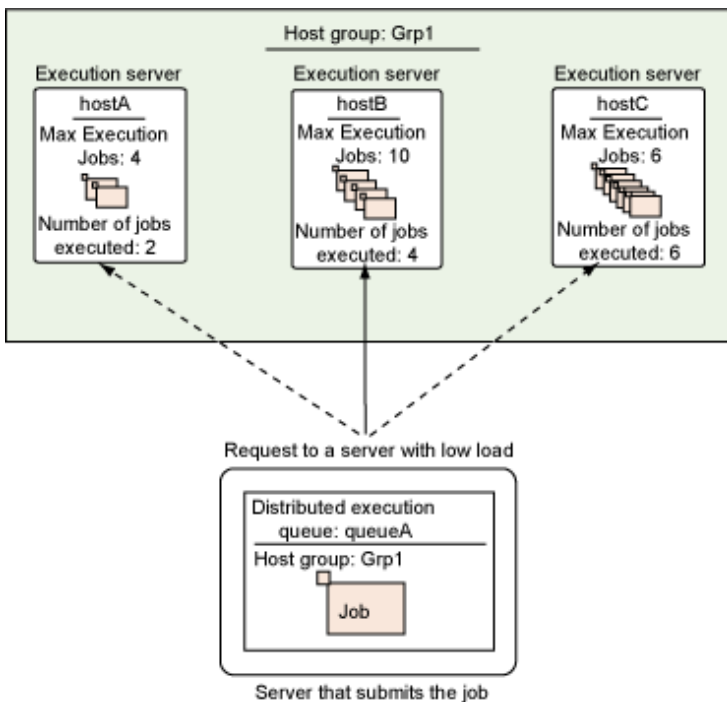 Host group: Grp1
Execution server
hostA
Max Execution
Jobs: 4
Number of jobs
executed: 2
Execution server
hostB
Max Execution
Jobs: 10
Number of jobs
executed: 4
Execution server
hostC
Max Execution
Jobs: 6
Number of jobs
executed: 6
Request to a server with low load
Distributed execution
queue: queueA
Host group: Grp1
Job
Server that submits the job